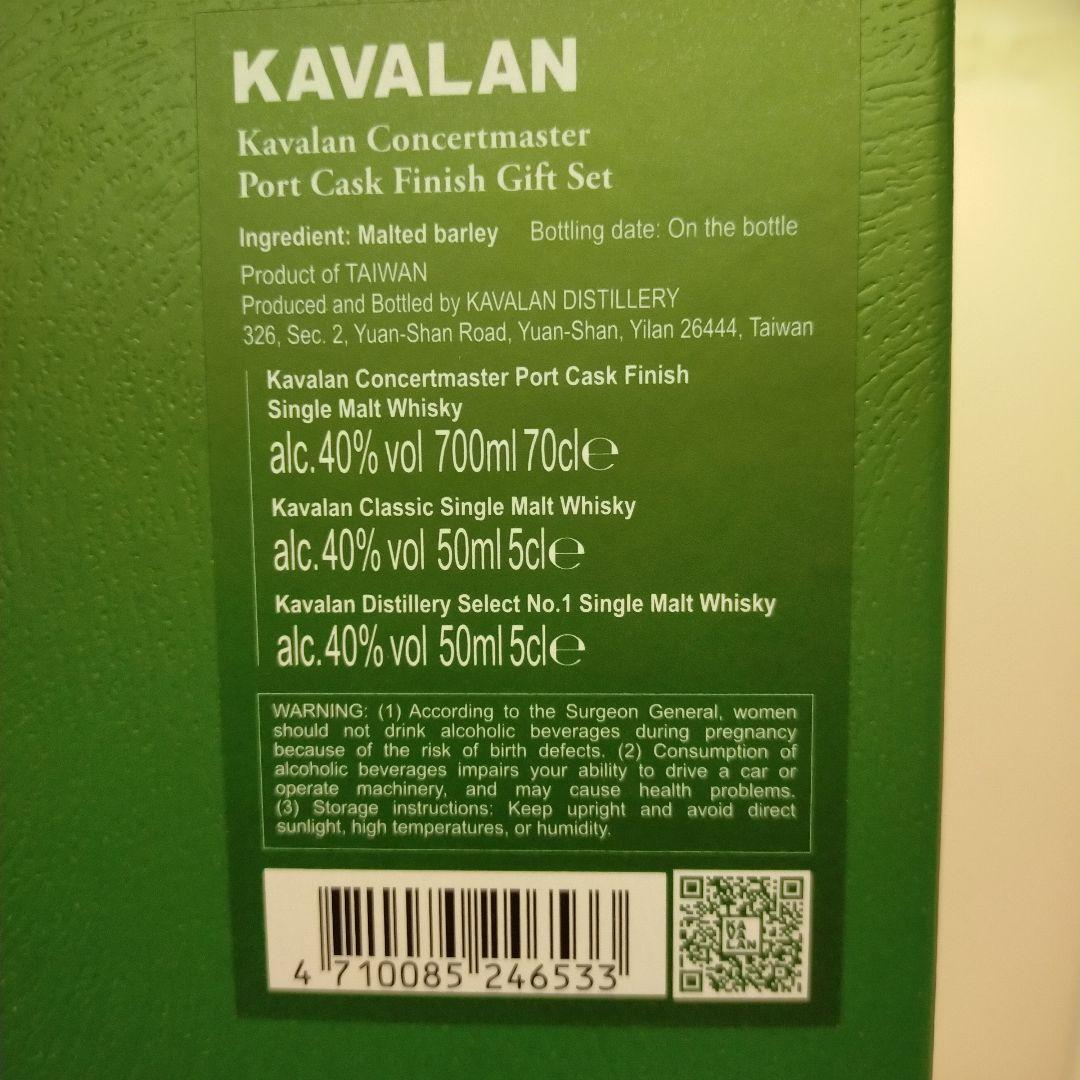 KAVALAN
Kavalan Concertmaster
Port Cask Finish Gift Set
Ingredient: Malted barley Bottling date: On the bottle
Product of TAIWAN
Produced and Bottled by KAVALAN DISTILLERY
326, Sec. 2, Yuan-Shan Road, Yuan-Shan, Yilan 26444, Taiwan
Kavalan Concertmaster Port Cask Finish
Single Malt Whisky
alc.40% vol 700ml 70cl℮
Kavalan Classic Single Malt Whisky
alc.40% vol 50ml 5cl℮
Kavalan Distillery Select No.1 Single Malt Whisky
alc.40% vol 50ml 5cl℮
WARNING: (1) According to the Surgeon General, women
should not drink alcoholic beverages during pregnancy
because of the risk of birth defects. (2) Consumption of
alcoholic beverages impairs your ability to drive a car or
operate machinery, and may cause health problems.
(3) Storage instructions: Keep upright and avoid direct
sunlight, high temperatures, or humidity.
4 710085 246533
KA
VA
LAN